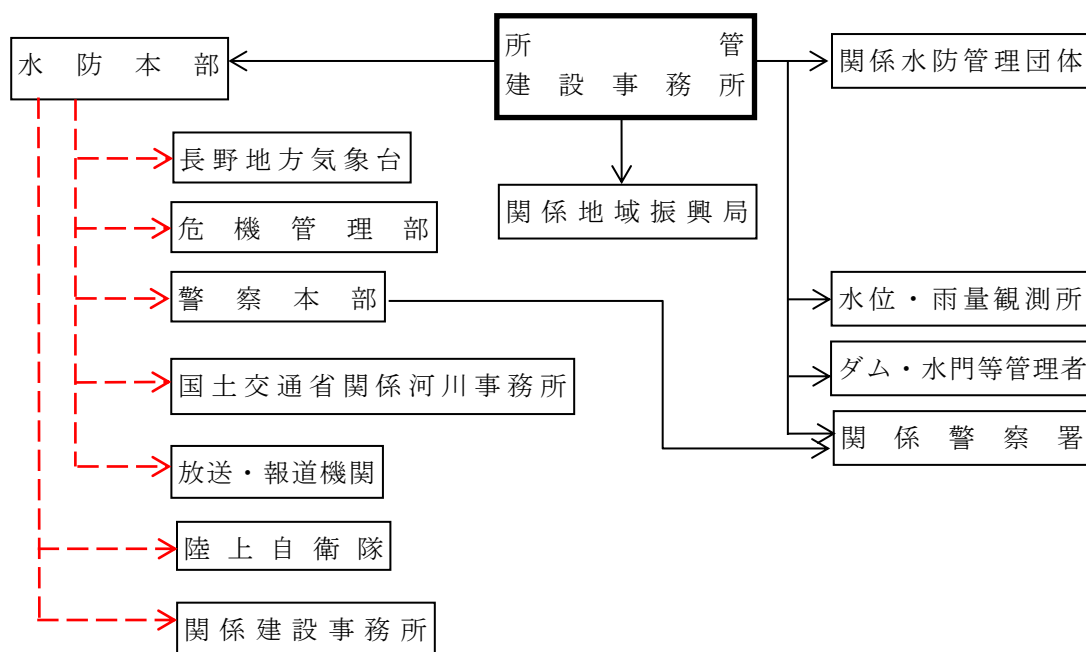 所管
建設事務所
水防本部
関係水防管理団体
長野地方気象台
関係地域振興局
危機管理部
警察本部
水位・雨量観測所
国土交通省関係河川事務所
ダム・水門等管理者
関係警察署
放送・報道機関
陸上自衛隊
関係建設事務所